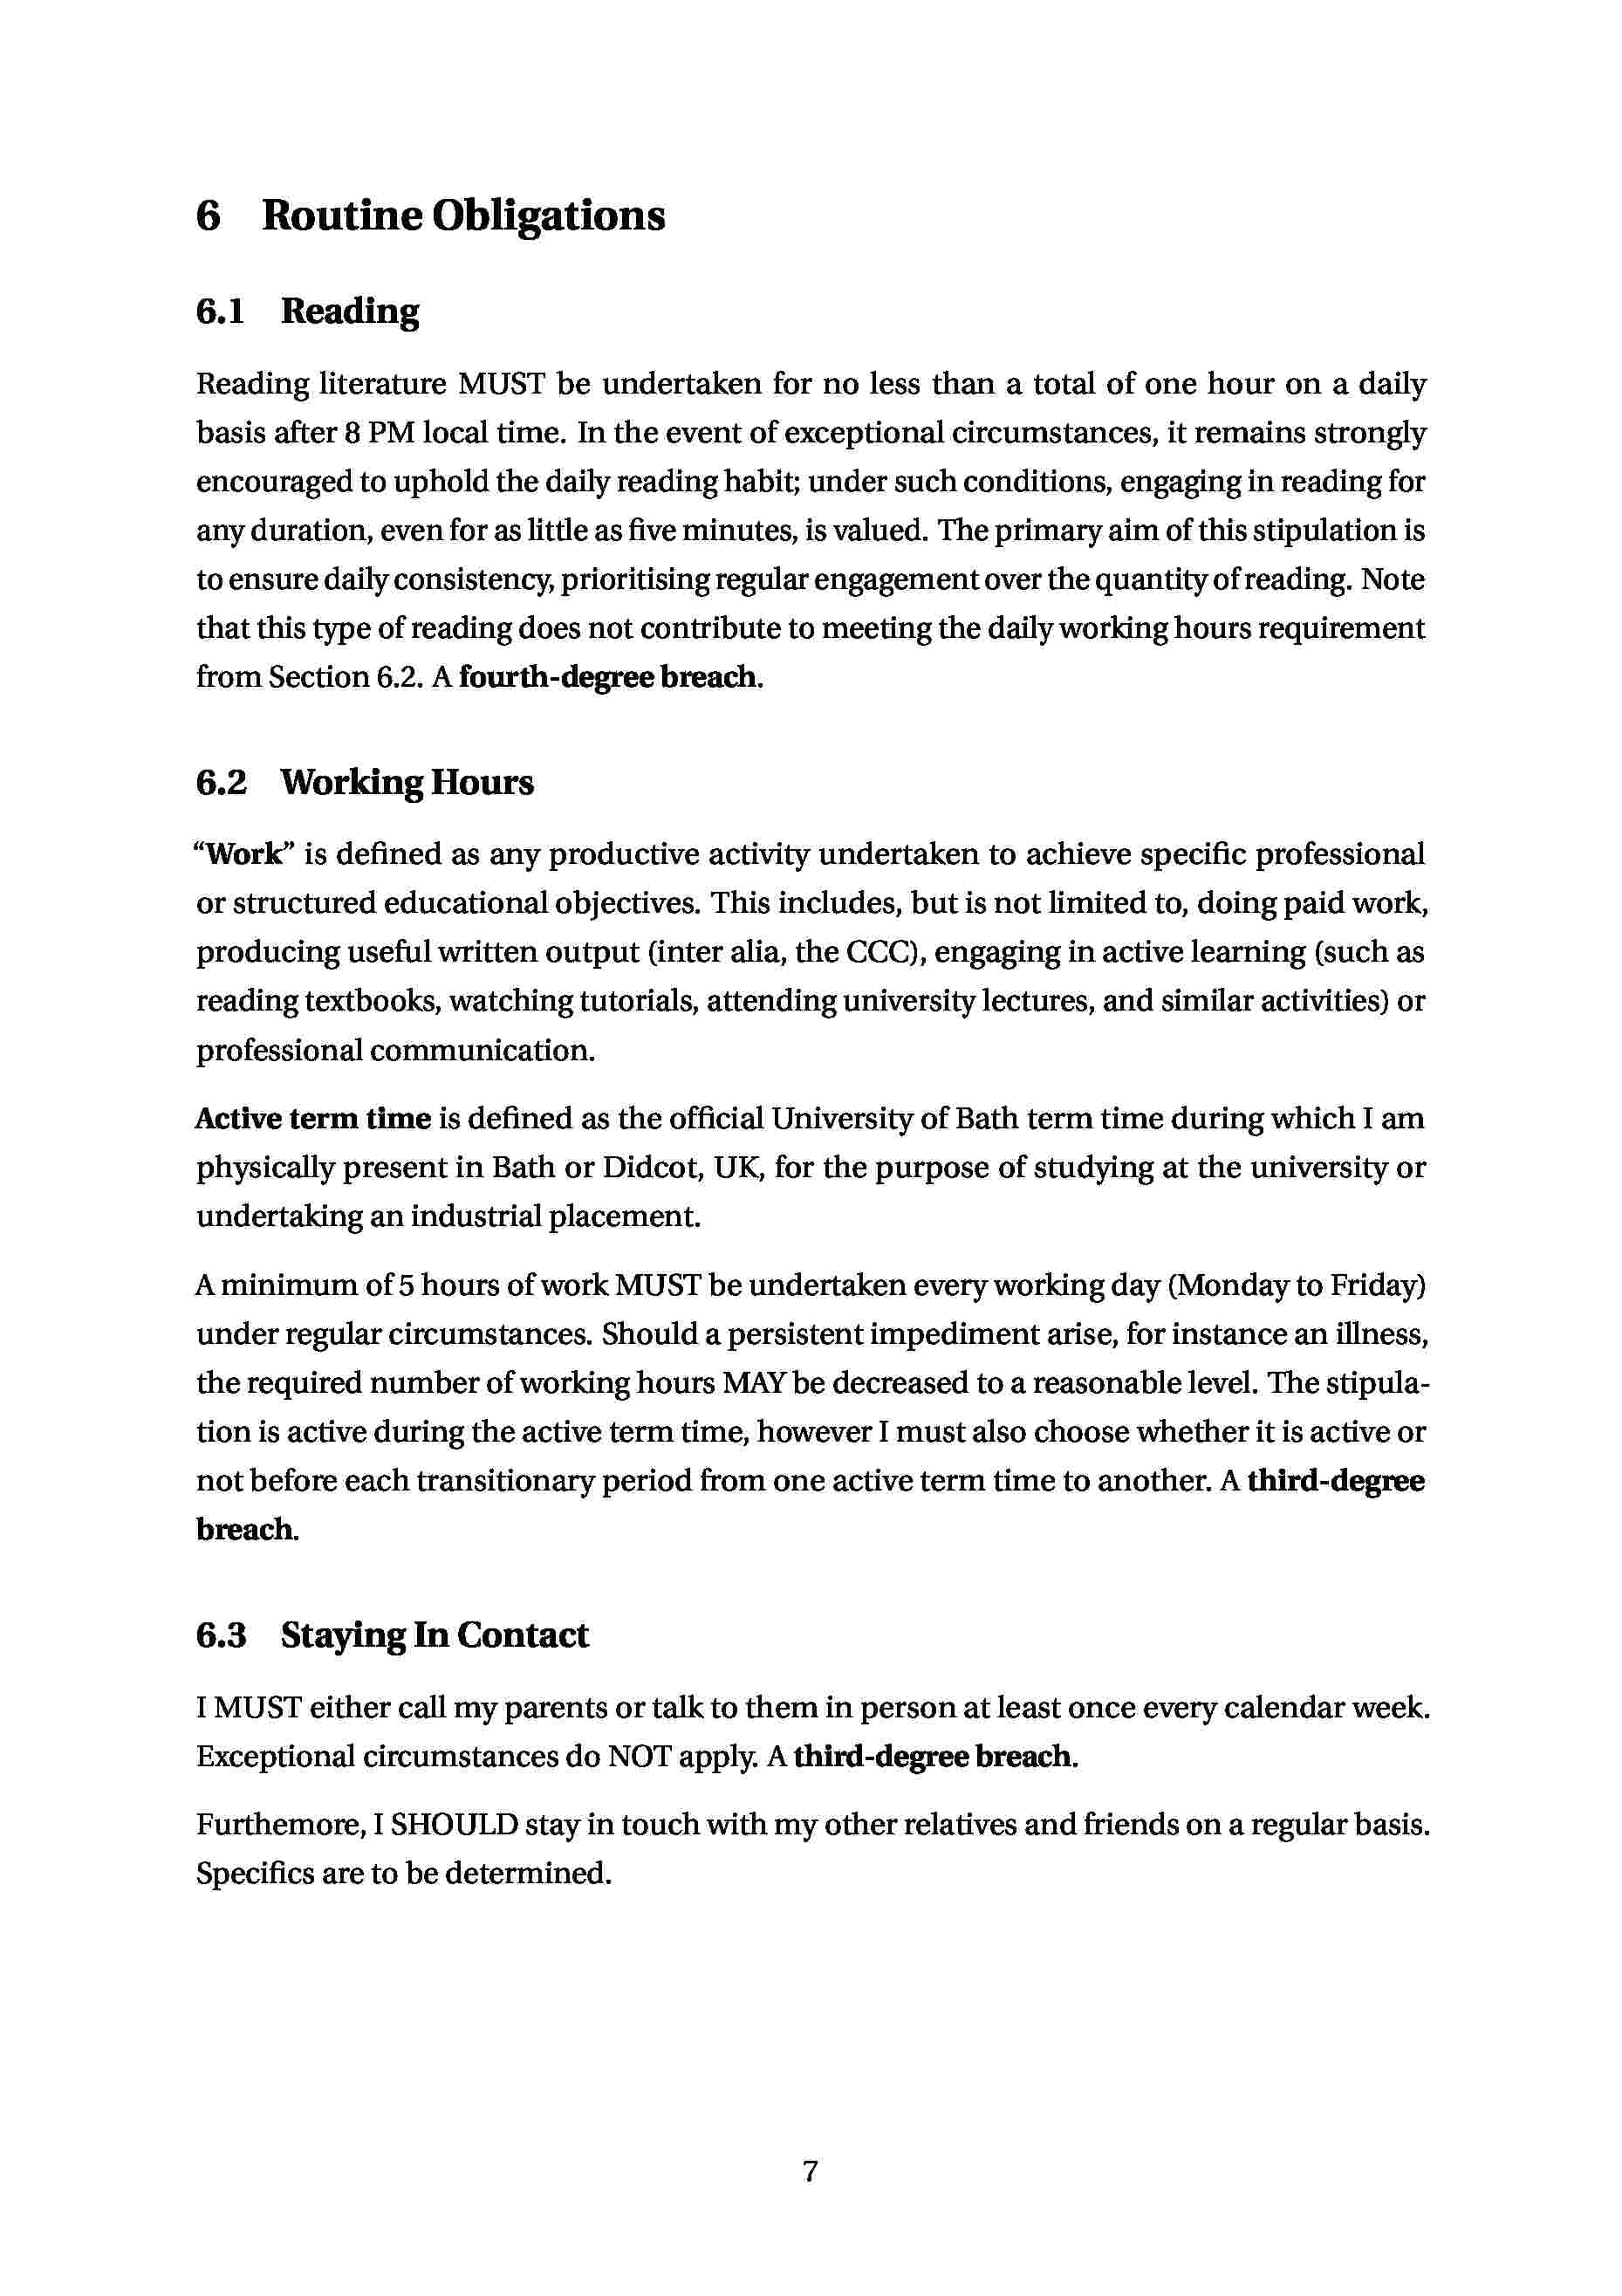 6 Routine Obligations
6.1 Reading
Reading literature MUST be undertaken for no less than a total of one hour on a daily
basis after 8 PM local time. In the event of exceptional circumstances, it remains strongly
encouraged to uphold the daily reading habit; under such conditions, engaging in reading for
any duration, even for as little as five minutes, is valued. The primary aim of this stipulation is
to ensure daily consistency, prioritising regular engagement over the quantity of reading. Note
that this type of reading does not contribute to meeting the daily working hours requirement
from Section 6.2. A fourth-degree breach.
6.2 Working Hours
“Work” is defined as any productive activity undertaken to achieve specific professional
or structured educational objectives. This includes, but is not limited to, doing paid work,
producing useful written output (inter alia, the CCC), engaging in active learning (such as
reading textbooks, watching tutorials, attending university lectures, and similar activities) or
professional communication.
Active term time is defined as the official University of Bath term time during which I am
physically present in Bath or Didcot, UK, for the purpose of studying at the university or
undertaking an industrial placement.
A minimum of 5 hours of work MUST be undertaken every working day (Monday to Friday)
under regular circumstances. Should a persistent impediment arise, for instance an illness,
the required number of working hours MAY be decreased to a reasonable level. The stipula-
tion is active during the active term time, however I must also choose whether it is active or
not before each transitionary period from one active term time to another. A third-degree
breach.
6.3 Staying In Contact
I MUST either call my parents or talk to them in person at least once every calendar week.
Exceptional circumstances do NOT apply. A third-degree breach.
Furthemore, I SHOULD stay in touch with my other relatives and friends on a regular basis.
Specifics are to be determined.
7